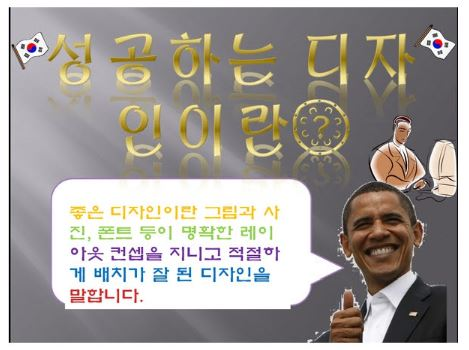 성공하는 디자
인이란?
좋은 디자인이란 그림과 사
진, 폰트 등이 명확한 레이
아웃 컨셉을 지니고 적절하
게 배치가 잘 된 디자인을
말합니다.